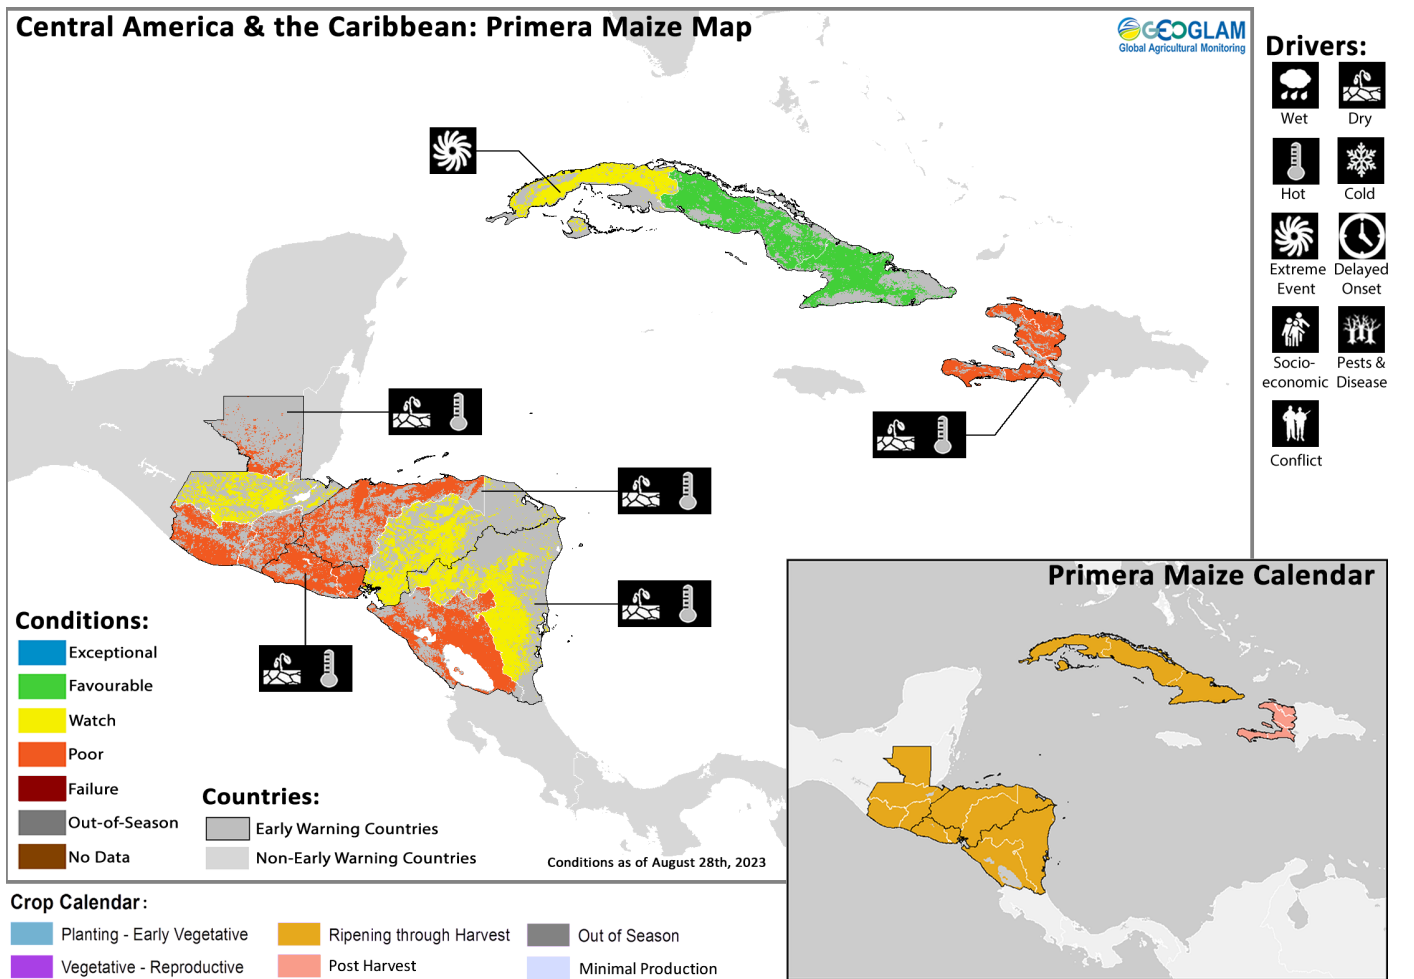 Central America & the Caribbean: Primera Maize Map
GEOGLAM
Global Agricultural Monitoring
Drivers:
Wet
Dry
Hot
Cold
Extreme
Event
Delayed
Onset
Socio-
economic
Pests &
Disease
Conflict
Conditions:
Exceptional
Favourable
Watch
Poor
Failure
Out-of-Season
No Data
Countries:
Early Warning Countries
Non-Early Warning Countries
Conditions as of August 28th, 2023
Primera Maize Calendar
Crop Calendar:
Planting - Early Vegetative
Vegetative - Reproductive
Ripening through Harvest
Post Harvest
Out of Season
Minimal Production